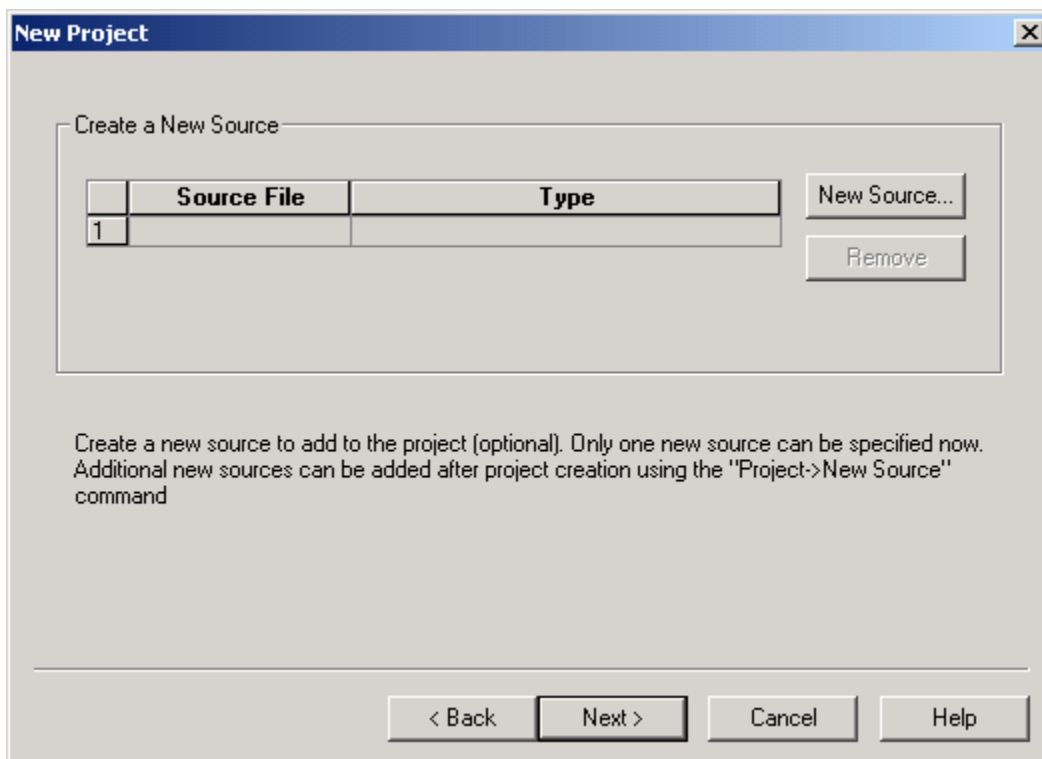 New Project
Create a New Source
Source File Type
1
New Source...
Remove
Create a new source to add to the project (optional). Only one new source can be specified now.
Additional new sources can be added after project creation using the "Project->New Source"
command
< Back Next > Cancel Help